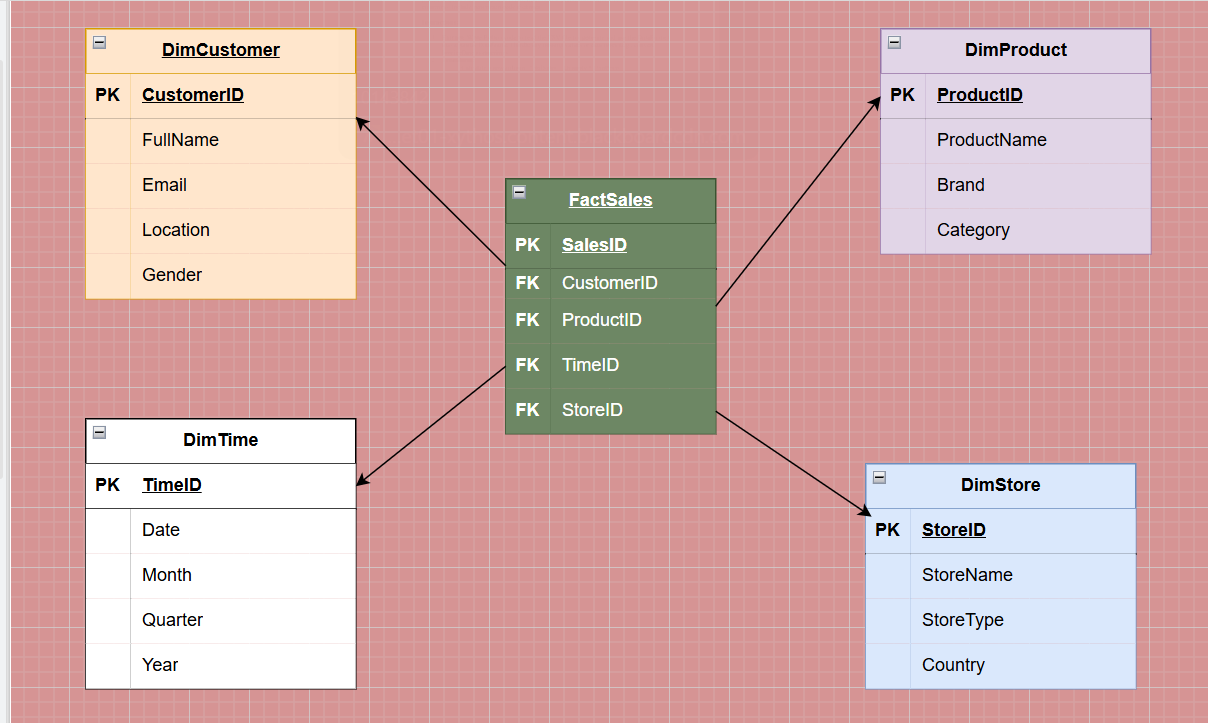 DimCustomer
PK CustomerID
FullName
Email
Location
Gender
DimProduct
PK ProductID
ProductName
Brand
Category
FactSales
PK SalesID
FK CustomerID
FK ProductID
FK TimeID
FK StoreID
DimTime
PK TimeID
Date
Month
Quarter
Year
DimStore
PK StoreID
StoreName
StoreType
Country